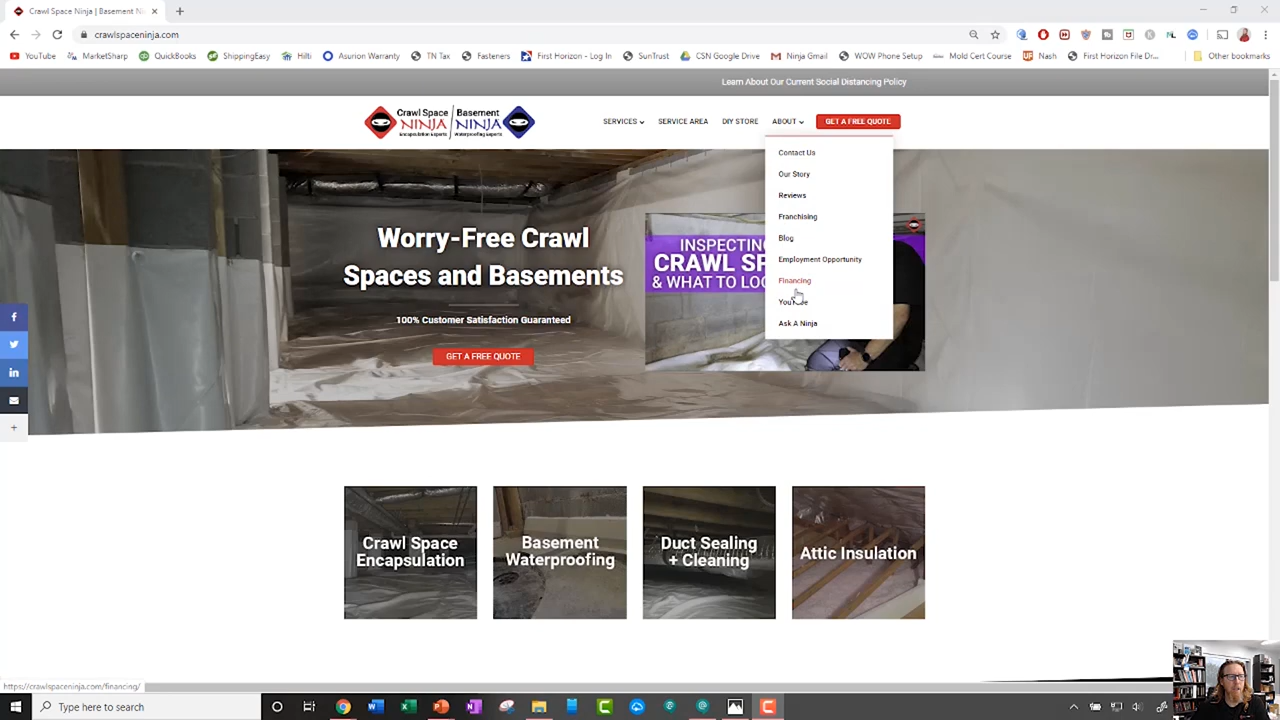 Crawl Space Ninja | Basement Ni
crawlspaceninja.com
YouTube
MarketSharp
QuickBooks
ShippingEasy
Hilti
Asurion Warranty
TN Tax
Fasteners
First Horizon - Log In
SunTrust
CSN Google Drive
Ninja Gmail
WOW Phone Setup
Mold Cert Course
Nash
First Horizon File Dr...
Other bookmarks
Learn About Our Current Social Distancing Policy
Crawl Space
NINJA
Encapsulation Experts
Basement
NINJA
Waterproofing Experts
SERVICES
SERVICE AREA
DIY STORE
ABOUT
GET A FREE QUOTE
Contact Us
Our Story
Reviews
Franchising
Blog
Employment Opportunity
Financing
Ask A Ninja
Worry-Free Crawl
Spaces and Basements
100% Customer Satisfaction Guaranteed
GET A FREE QUOTE
INSPECTING
CRAWL SP
& WHAT TO LOO
Crawl Space
Encapsulation
Basement
Waterproofing
Duct Sealing
+ Cleaning
Attic Insulation
https://crawlspaceninja.com/financing/
Type here to search